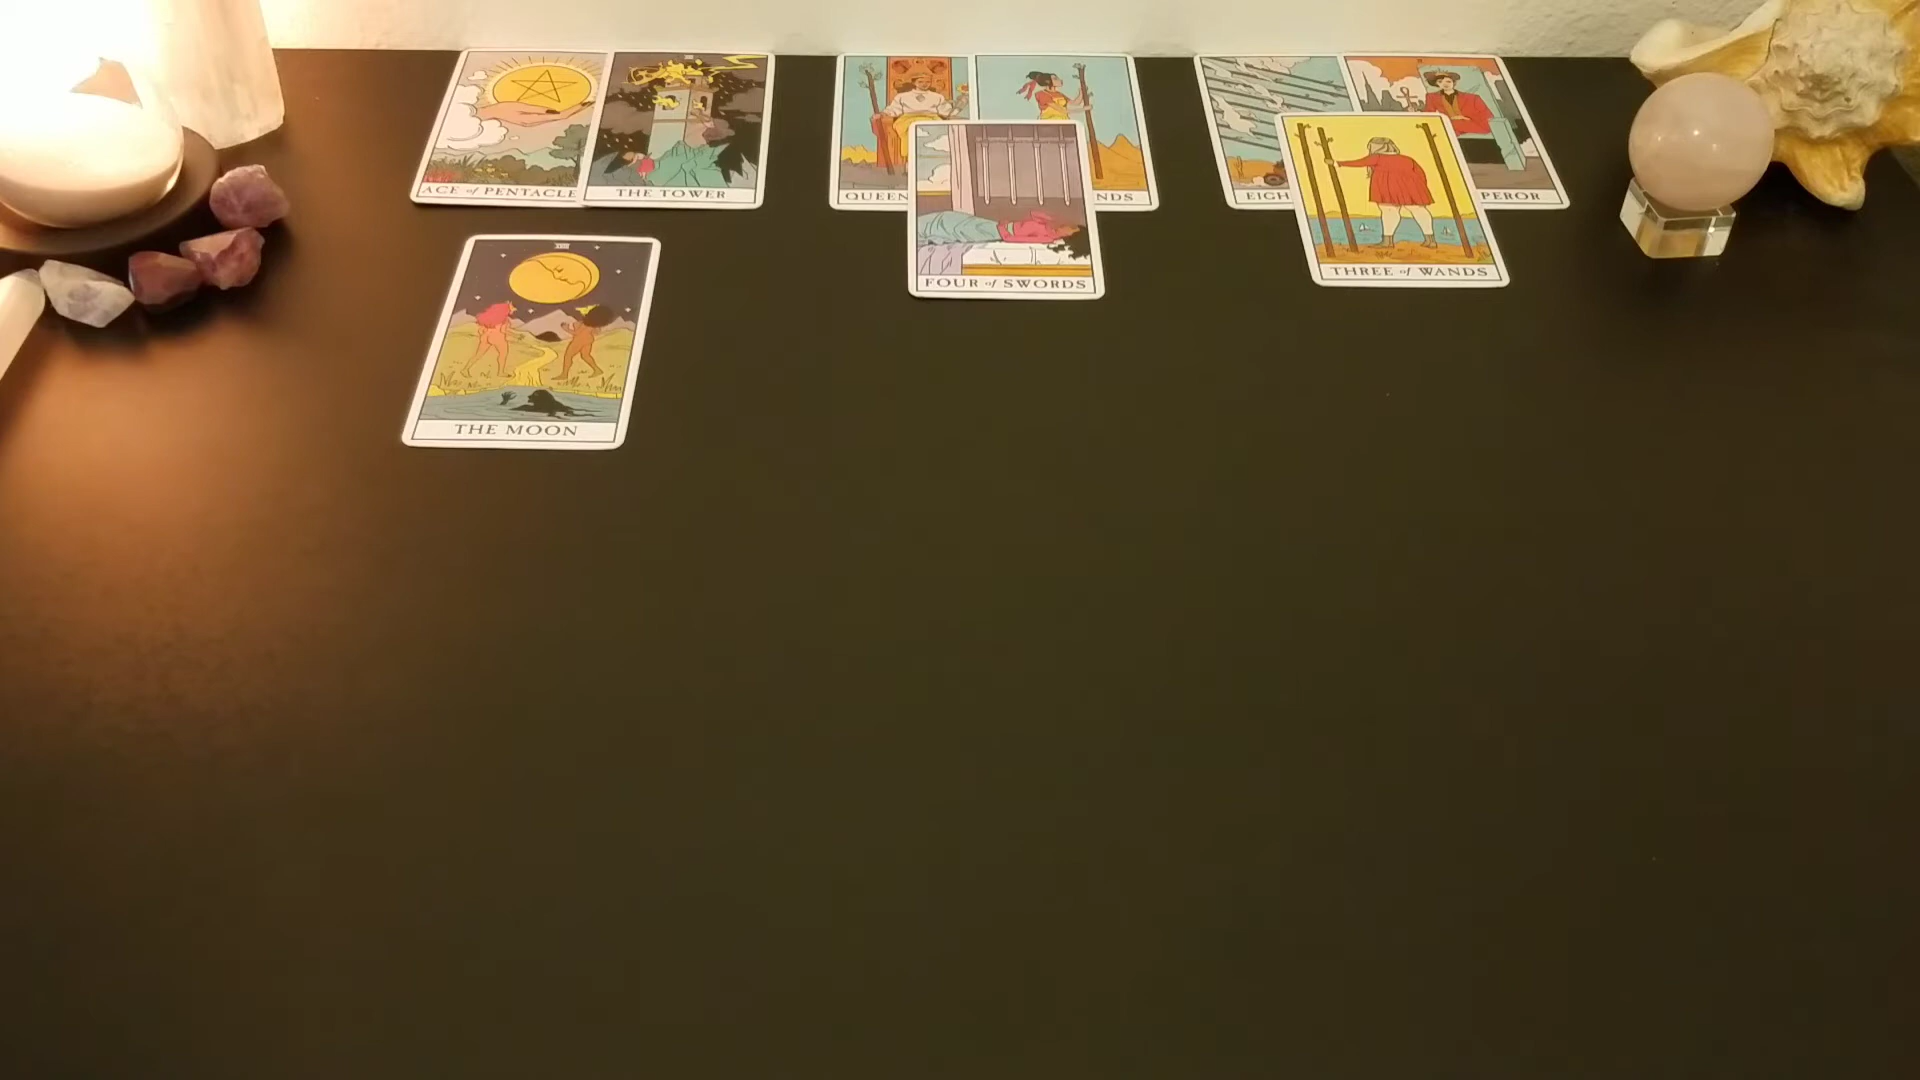 ACE of PENTACLE
THE TOWER
QUEEN
NDS
EIGH
PEROR
FOUR of SWORDS
THREE of WANDS
THE MOON